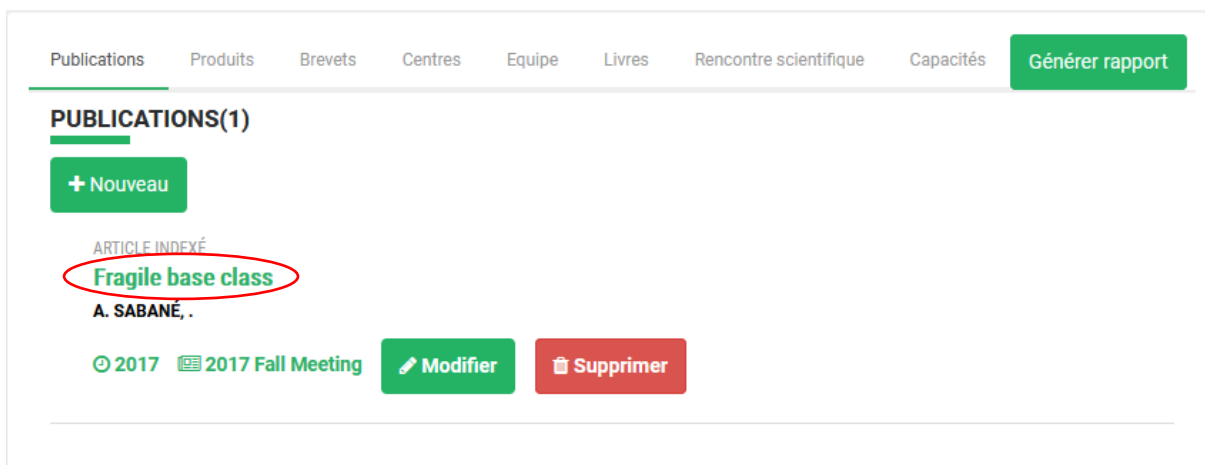 Publications Produits Brevets Centres Equipe Livres Rencontre scientifique Capacités Générer rapport
PUBLICATIONS(1)
+ Nouveau
ARTICLE INDEXÉ
Fragile base class
A. SABANÉ, .
2017 2017 Fall Meeting Modifier Supprimer